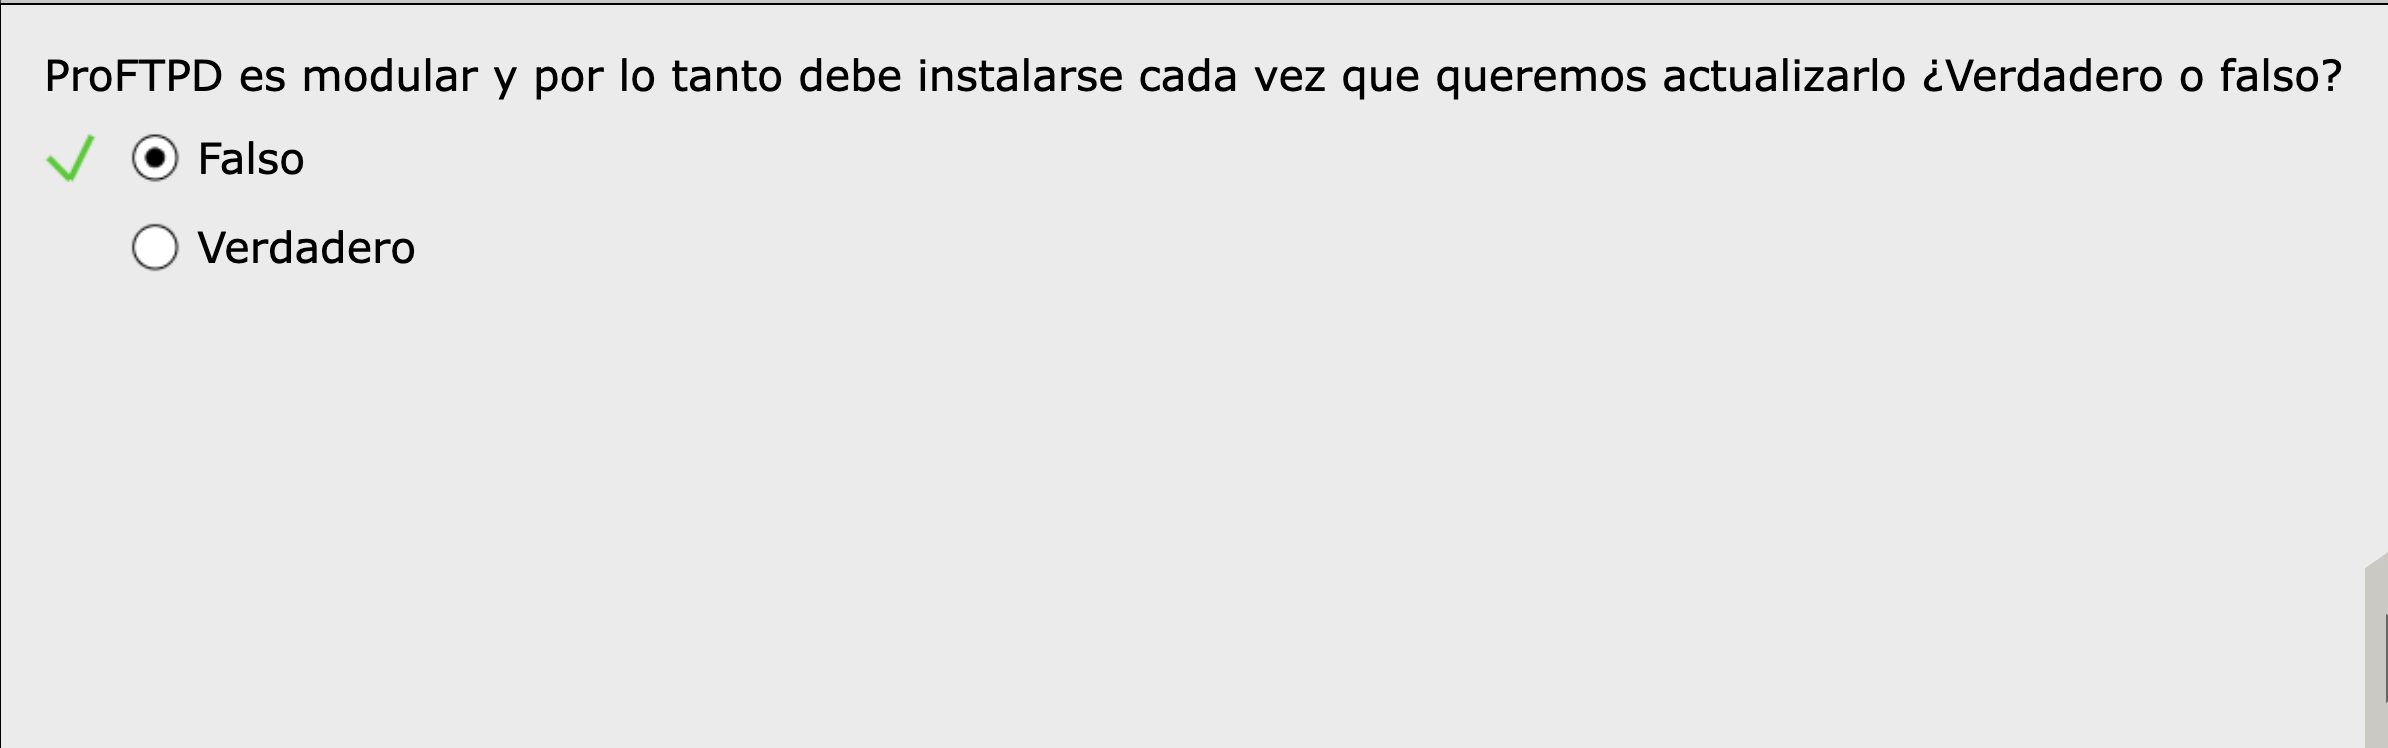 ProFTPD es modular y por lo tanto debe instalarse cada vez que queremos actualizarlo ¿Verdadero o falso?
Falso
Verdadero